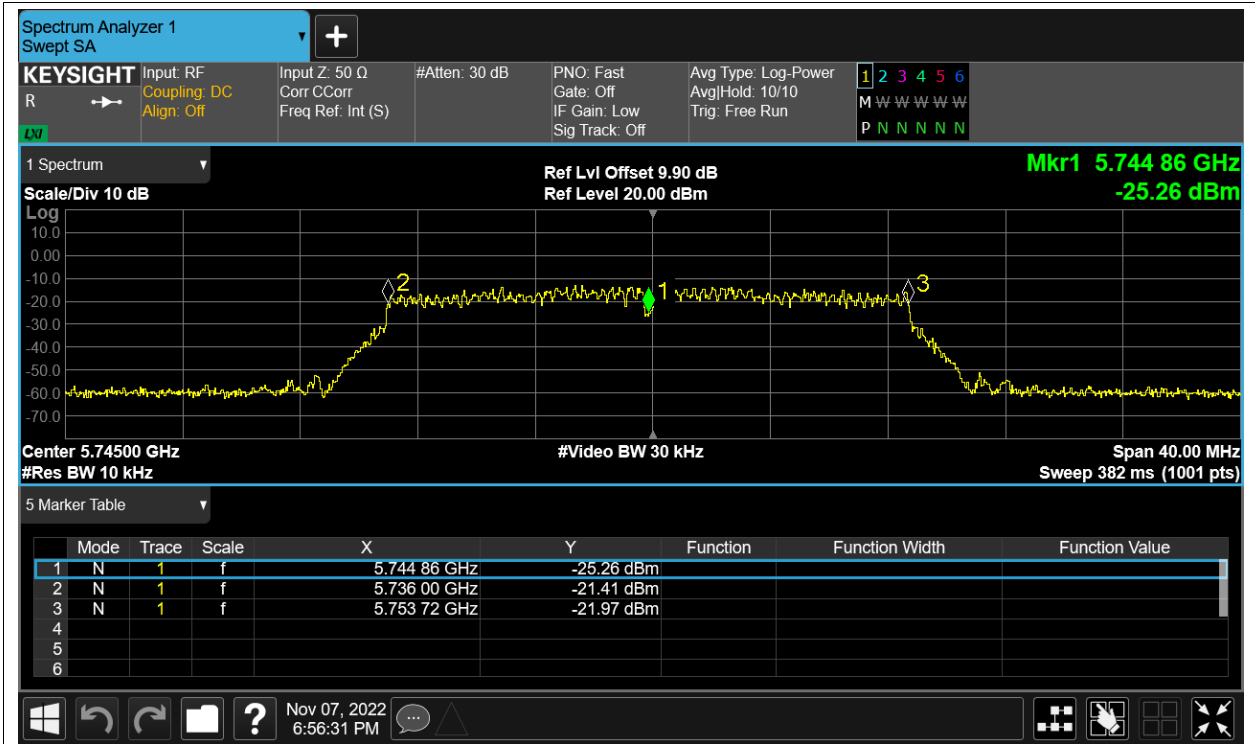 Spectrum Analyzer 1
Swept SA
KEYSIGHT
R
LXI
Input: RF
Coupling: DC
Align: Off
Input Z: 50 Ω
Corr CCorr
Freq Ref: Int (S)
#Atten: 30 dB
PNO: Fast
Gate: Off
IF Gain: Low
Sig Track: Off
Avg Type: Log-Power
Avg|Hold: 10/10
Trig: Free Run
1 2 3 4 5 6
M W W W W W
P N N N N N
1 Spectrum
Scale/Div 10 dB
Ref Lvl Offset 9.90 dB
Ref Level 20.00 dBm
Mkr1 5.744 86 GHz
-25.26 dBm
Log
10.0
0.00
-10.0
-20.0
-30.0
-40.0
-50.0
-60.0
-70.0
2
1
3
Center 5.74500 GHz
#Video BW 30 kHz
Span 40.00 MHz
#Res BW 10 kHz
Sweep 382 ms (1001 pts)
5 Marker Table
Mode Trace Scale X Y Function Function Width Function Value
1 N 1 f 5.744 86 GHz -25.26 dBm
2 N 1 f 5.736 00 GHz -21.41 dBm
3 N 1 f 5.753 72 GHz -21.97 dBm
4
5
6
?
Nov 07, 2022
6:56:31 PM